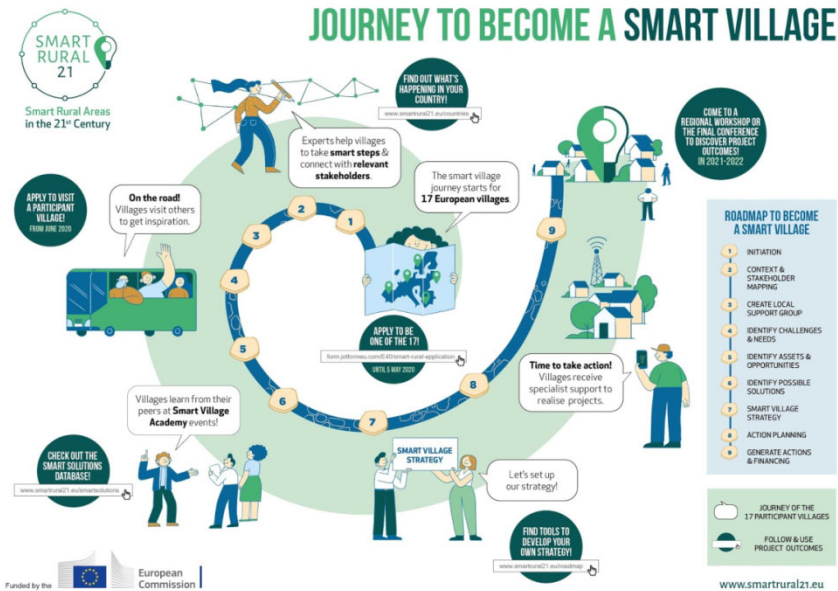 JOURNEY TO BECOME A SMART VILLAGE
SMART
RURAL
21
Smart Rural Areas
in the 21st Century
FIND OUT WHAT'S
HAPPENING IN YOUR
COUNTRY!
www.smartrural21.eu/countries
COME TO A
REGIONAL WORKSHOP OR
THE FINAL CONFERENCE
TO DISCOVER PROJECT
OUTCOMES!
IN 2021-2022
Experts help villages
to take smart steps &
connect with relevant
stakeholders.
The smart village
journey starts for
17 European villages.
APPLY TO VISIT
A PARTICIPANT
VILLAGE!
FROM JUNE 2020
On the road!
Villages visit others
to get inspiration.
1
2
3
4
5
6
7
8
9
APPLY TO BE
ONE OF THE 17!
form.jotformeu.com/E40/smart-rural-application
UNTIL 5 MAY 2020
Time to take action!
Villages receive
specialist support to
realise projects.
Villages learn from their
peers at Smart Village
Academy events!
CHECK OUT THE
SMART SOLUTIONS
DATABASE!
www.smartrural21.eu/smartsolutions
SMART VILLAGE
STRATEGY
Let's set up
our strategy!
FIND TOOLS TO
DEVELOP YOUR
OWN STRATEGY!
www.smartrural21.eu/roadmap
ROADMAP TO BECOME
A SMART VILLAGE
1 INITIATION
2 CONTEXT &
STAKEHOLDER
MAPPING
3 CREATE LOCAL
SUPPORT GROUP
4 IDENTIFY CHALLENGES
& NEEDS
5 IDENTIFY ASSETS &
OPPORTUNITIES
6 IDENTIFY POSSIBLE
SOLUTIONS
7 SMART VILLAGE
STRATEGY
8 ACTION PLANNING
9 GENERATE ACTIONS
& FINANCING
JOURNEY OF THE
17 PARTICIPANT VILLAGES
FOLLOW & USE
PROJECT OUTCOMES
Funded by the
European
Commission
www.smartrural21.eu